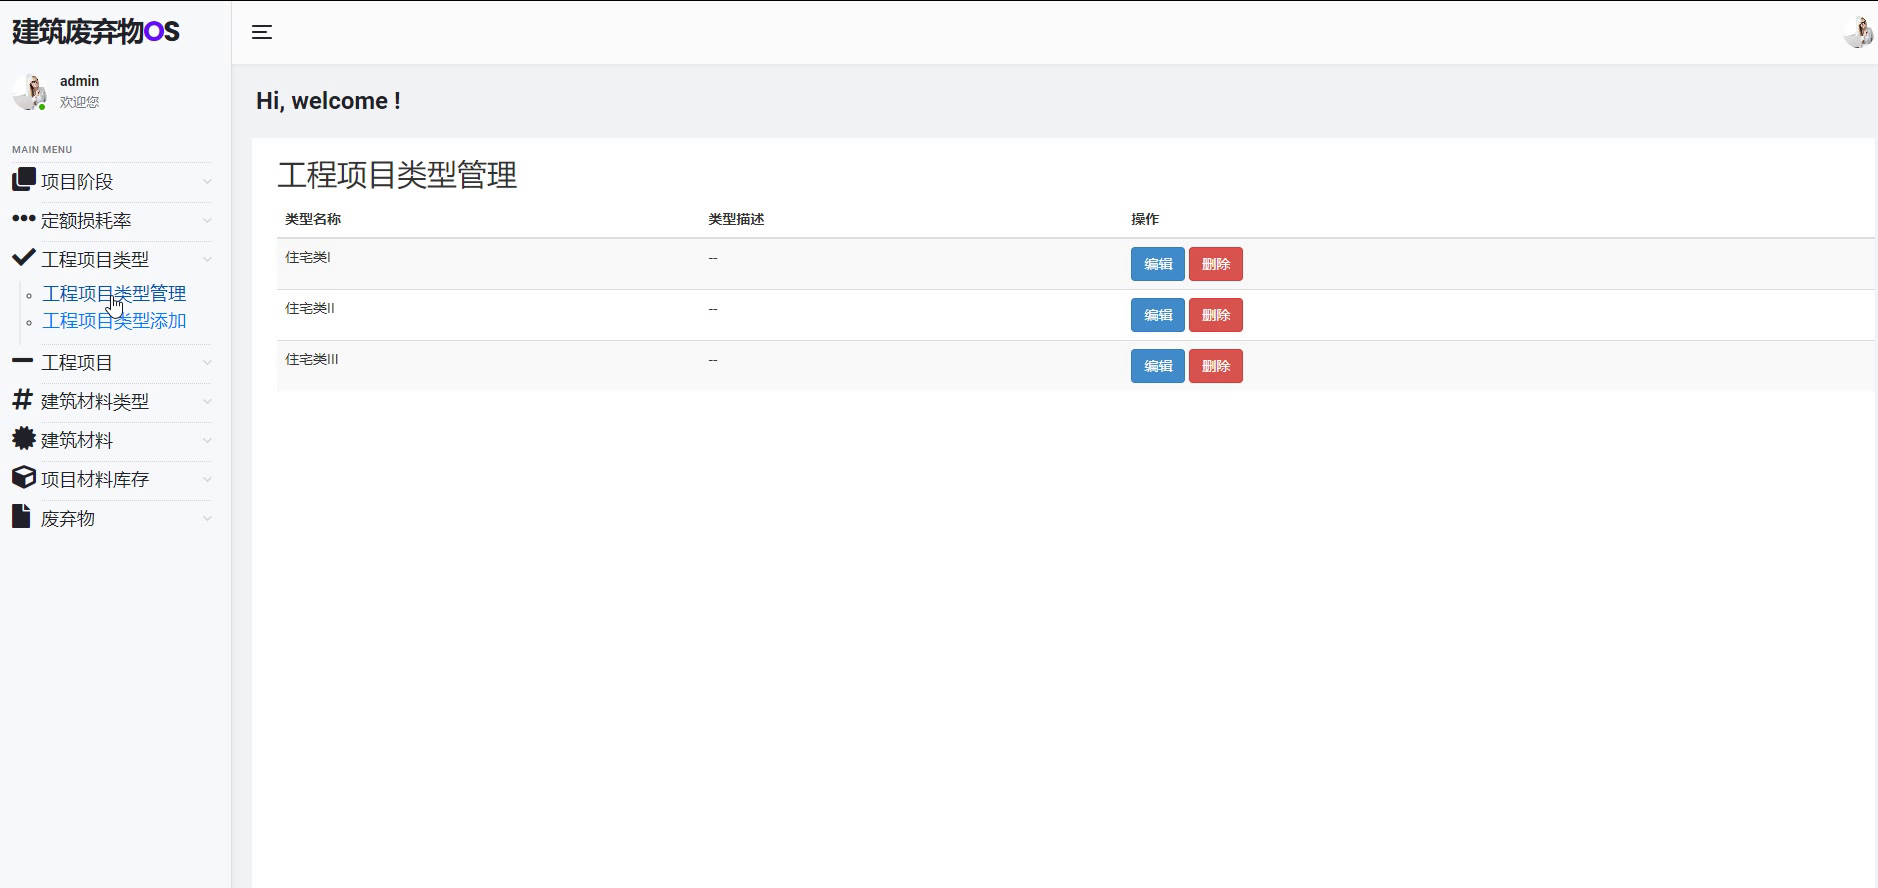 建筑废弃物OS
admin
欢迎您
MAIN MENU
项目阶段
定额损耗率
工程项目类型
工程项目类型管理
工程项目类型添加
工程项目
建筑材料类型
建筑材料
项目材料库存
废弃物
Hi, welcome !
工程项目类型管理
类型名称 类型描述 操作
住宅类I -- 编辑 删除
住宅类II -- 编辑 删除
住宅类III -- 编辑 删除